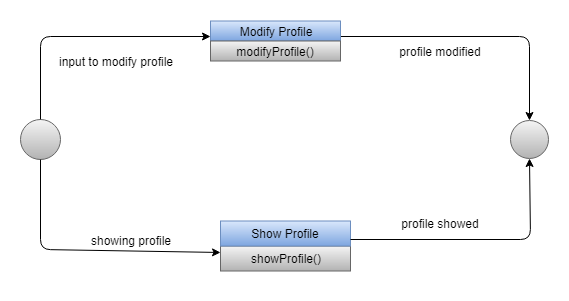 Modify Profile
modifyProfile()
input to modify profile
profile modified
Show Profile
showProfile()
showing profile
profile showed